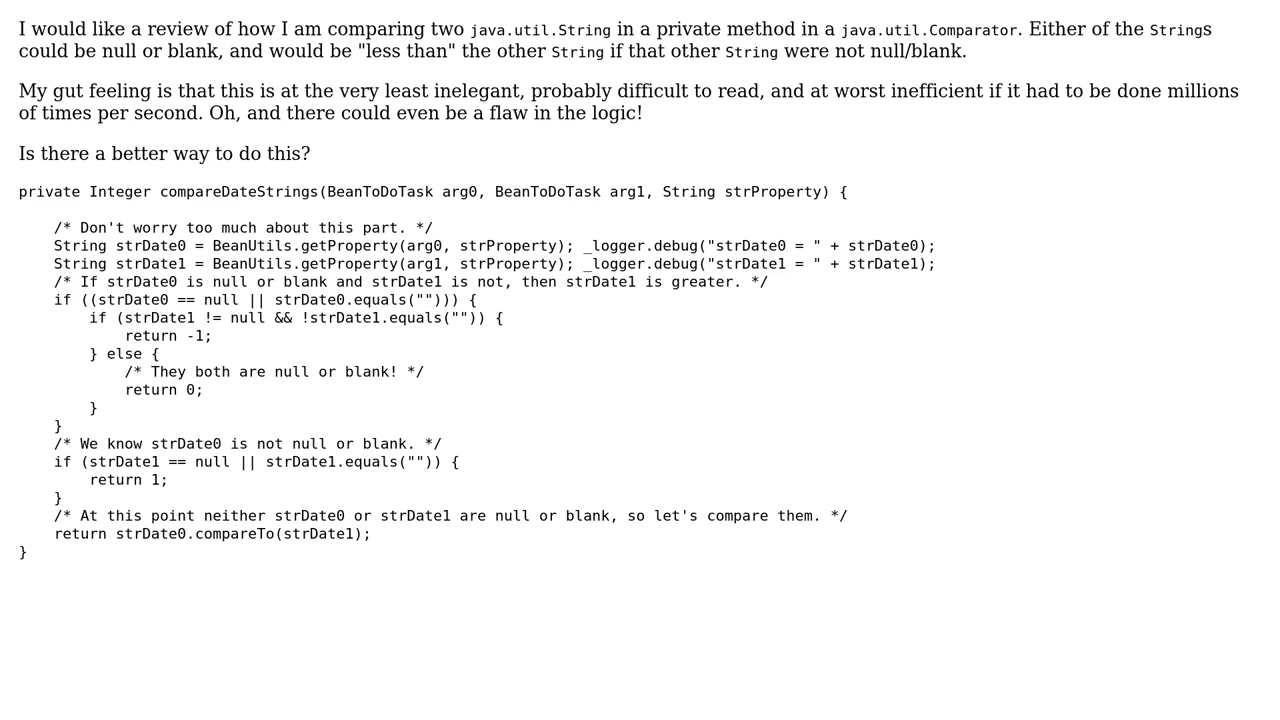 I would like a review of how I am comparing two java.util.String in a private method in a java.util.Comparator. Either of the Strings
could be null or blank, and would be "less than" the other String if that other String were not null/blank.
My gut feeling is that this is at the very least inelegant, probably difficult to read, and at worst inefficient if it had to be done millions
of times per second. Oh, and there could even be a flaw in the logic!
Is there a better way to do this?
private Integer compareDateStrings(BeanToDoTask arg0, BeanToDoTask arg1, String strProperty) {
    /* Don't worry too much about this part. */
    String strDate0 = BeanUtils.getProperty(arg0, strProperty); _logger.debug("strDate0 = " + strDate0);
    String strDate1 = BeanUtils.getProperty(arg1, strProperty); _logger.debug("strDate1 = " + strDate1);
    /* If strDate0 is null or blank and strDate1 is not, then strDate1 is greater. */
    if ((strDate0 == null || strDate0.equals(""))) {
        if (strDate1 != null && !strDate1.equals("")) {
            return -1;
        } else {
            /* They both are null or blank! */
            return 0;
        }
    }
    /* We know strDate0 is not null or blank. */
    if (strDate1 == null || strDate1.equals("")) {
        return 1;
    }
    /* At this point neither strDate0 or strDate1 are null or blank, so let's compare them. */
    return strDate0.compareTo(strDate1);
}